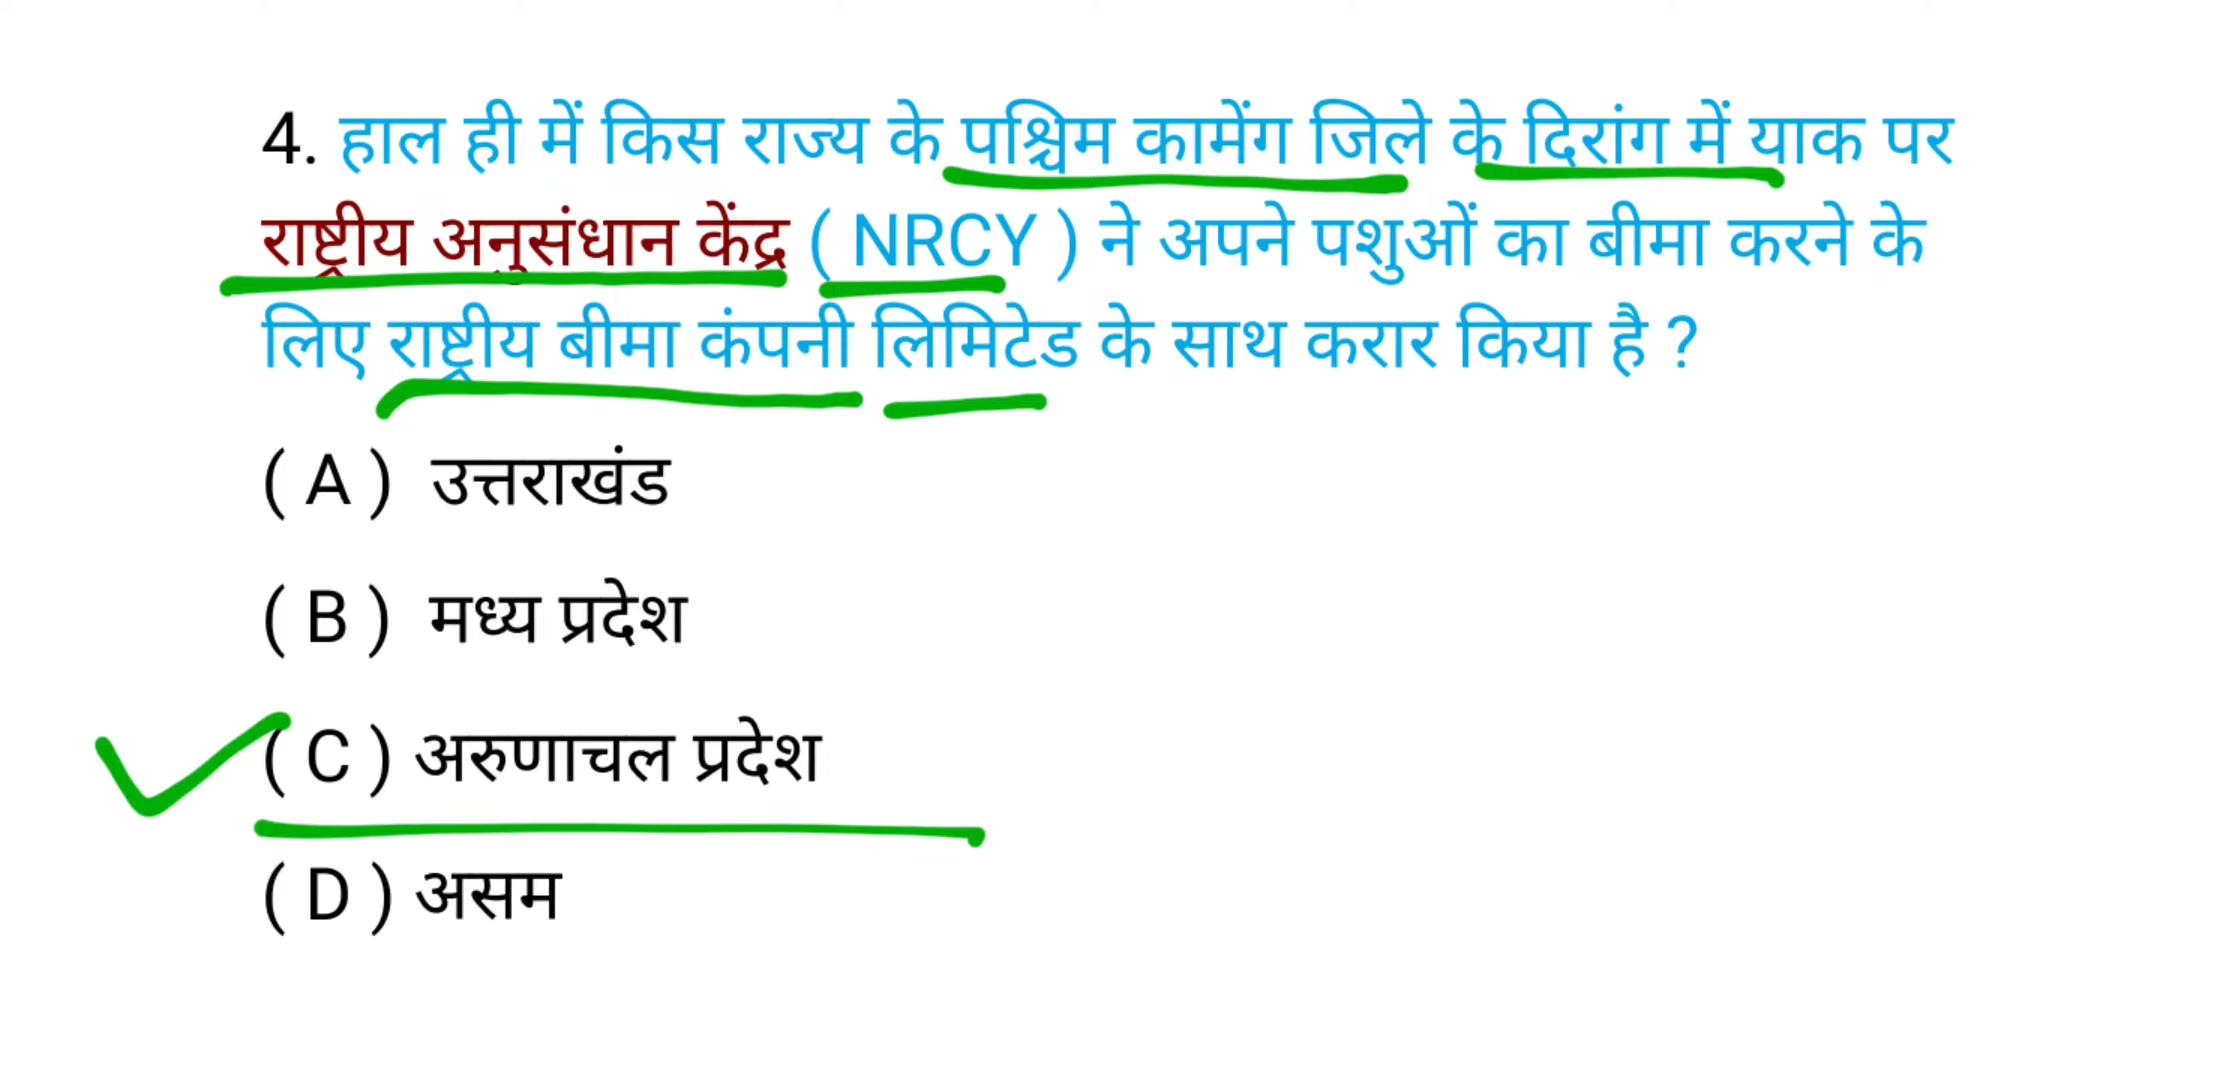 4. हाल ही में किस राज्य के पश्चिम कामेंग जिले के दिरांग में याक पर
राष्ट्रीय अनुसंधान केंद्र ( NRCY ) ने अपने पशुओं का बीमा करने के
लिए राष्ट्रीय बीमा कंपनी लिमिटेड के साथ करार किया है ?
( A ) उत्तराखंड
( B ) मध्य प्रदेश
( C ) अरुणाचल प्रदेश
( D ) असम